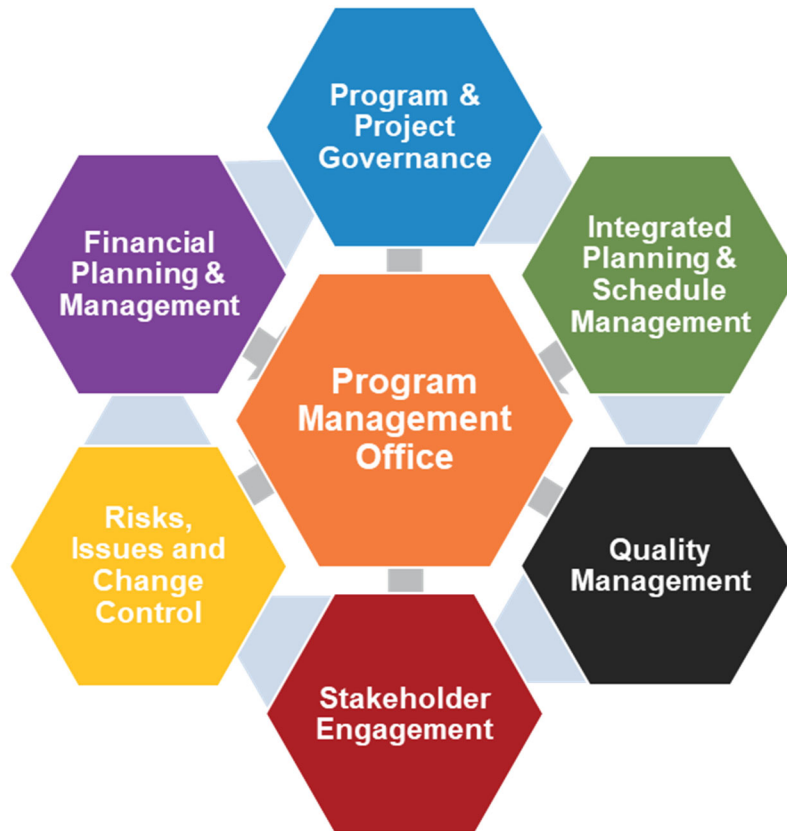 Program &
Project
Governance
Integrated
Planning &
Schedule
Management
Quality
Management
Stakeholder
Engagement
Risks,
Issues and
Change
Control
Financial
Planning &
Management
Program
Management
Office